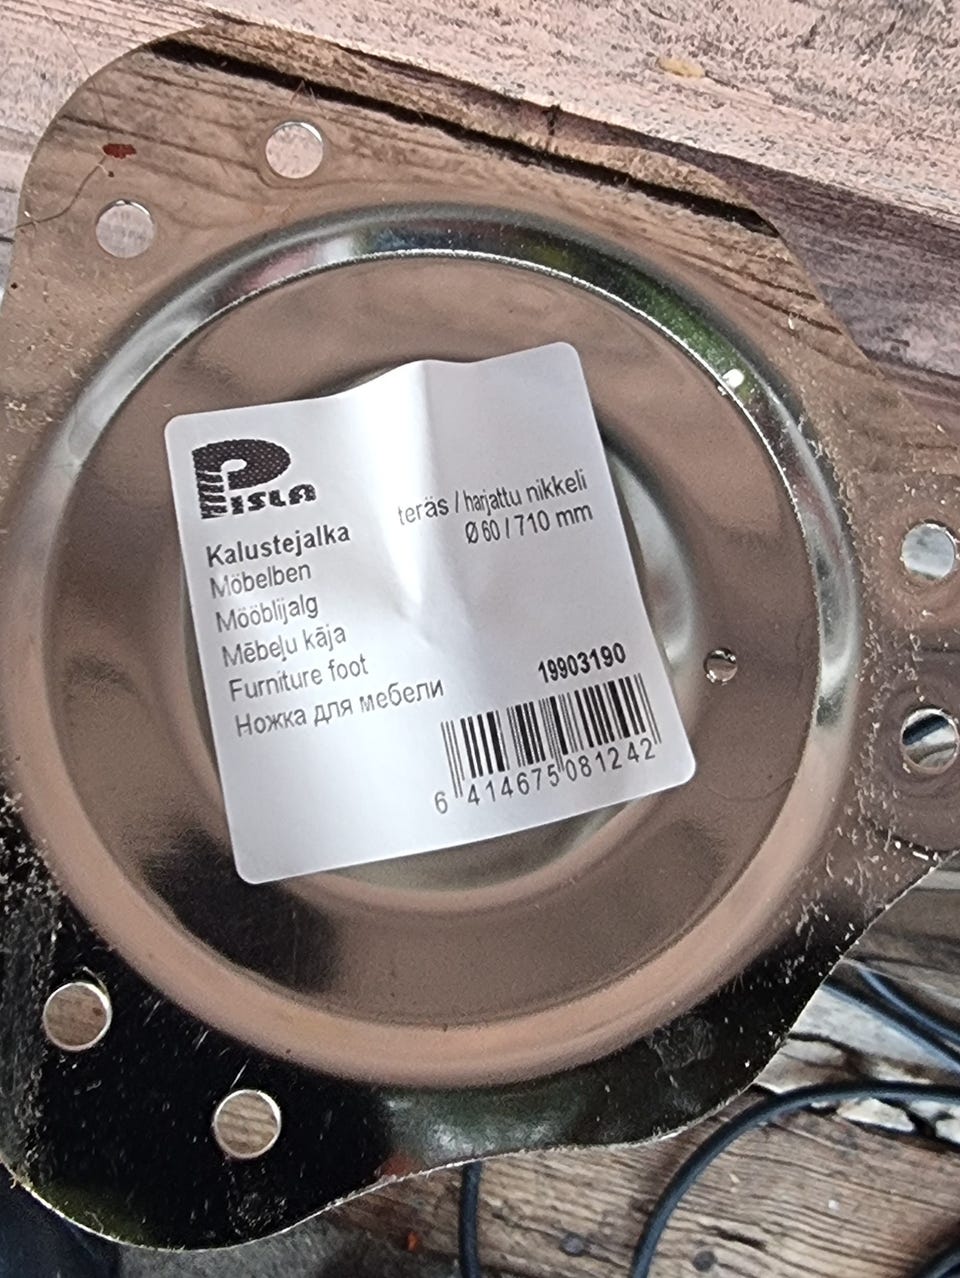 PISLA
Kalustejalka
Möbelben
Mööblijalg
Mēbeļu kāja
Furniture foot
Ножка для мебели
teräs / harjattu nikkeli
Ø 60 / 710 mm
19903190
6 414675 081242